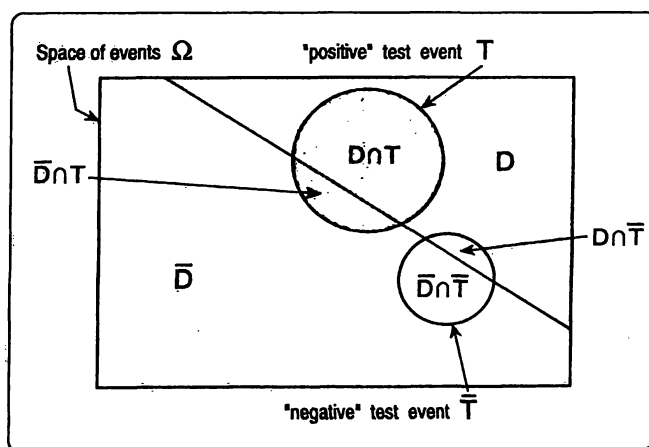 Space of events Ω
"positive" test event T
D∩T
D
D̅∩T
D∩T̅
D̅
D̅∩T̅
"negative" test event T̅